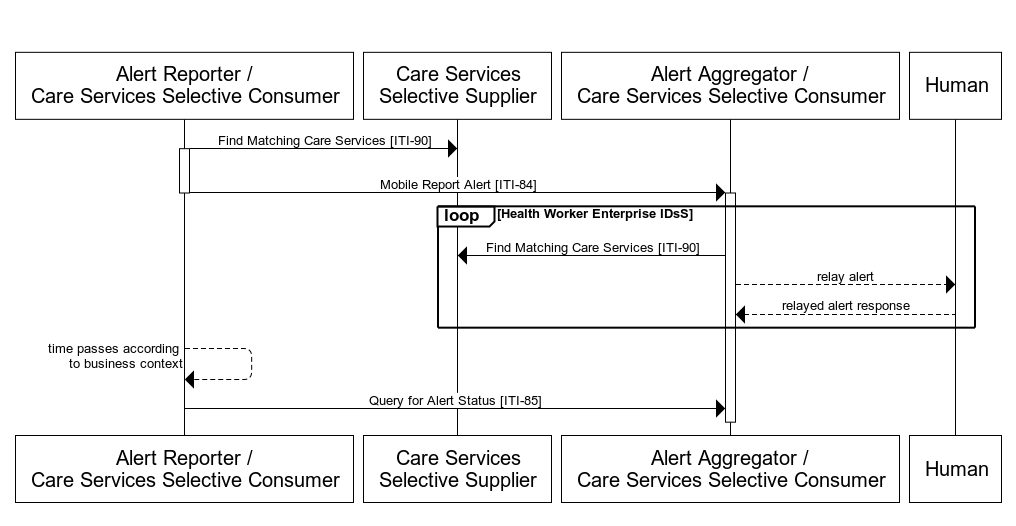 Alert Reporter /
Care Services Selective Consumer
Care Services
Selective Supplier
Alert Aggregator /
Care Services Selective Consumer
Human
Find Matching Care Services [ITI-90]
Mobile Report Alert [ITI-84]
loop [Health Worker Enterprise IDsS]
Find Matching Care Services [ITI-90]
relay alert
relayed alert response
time passes according
to business context
Query for Alert Status [ITI-85]
Alert Reporter /
Care Services Selective Consumer
Care Services
Selective Supplier
Alert Aggregator /
Care Services Selective Consumer
Human